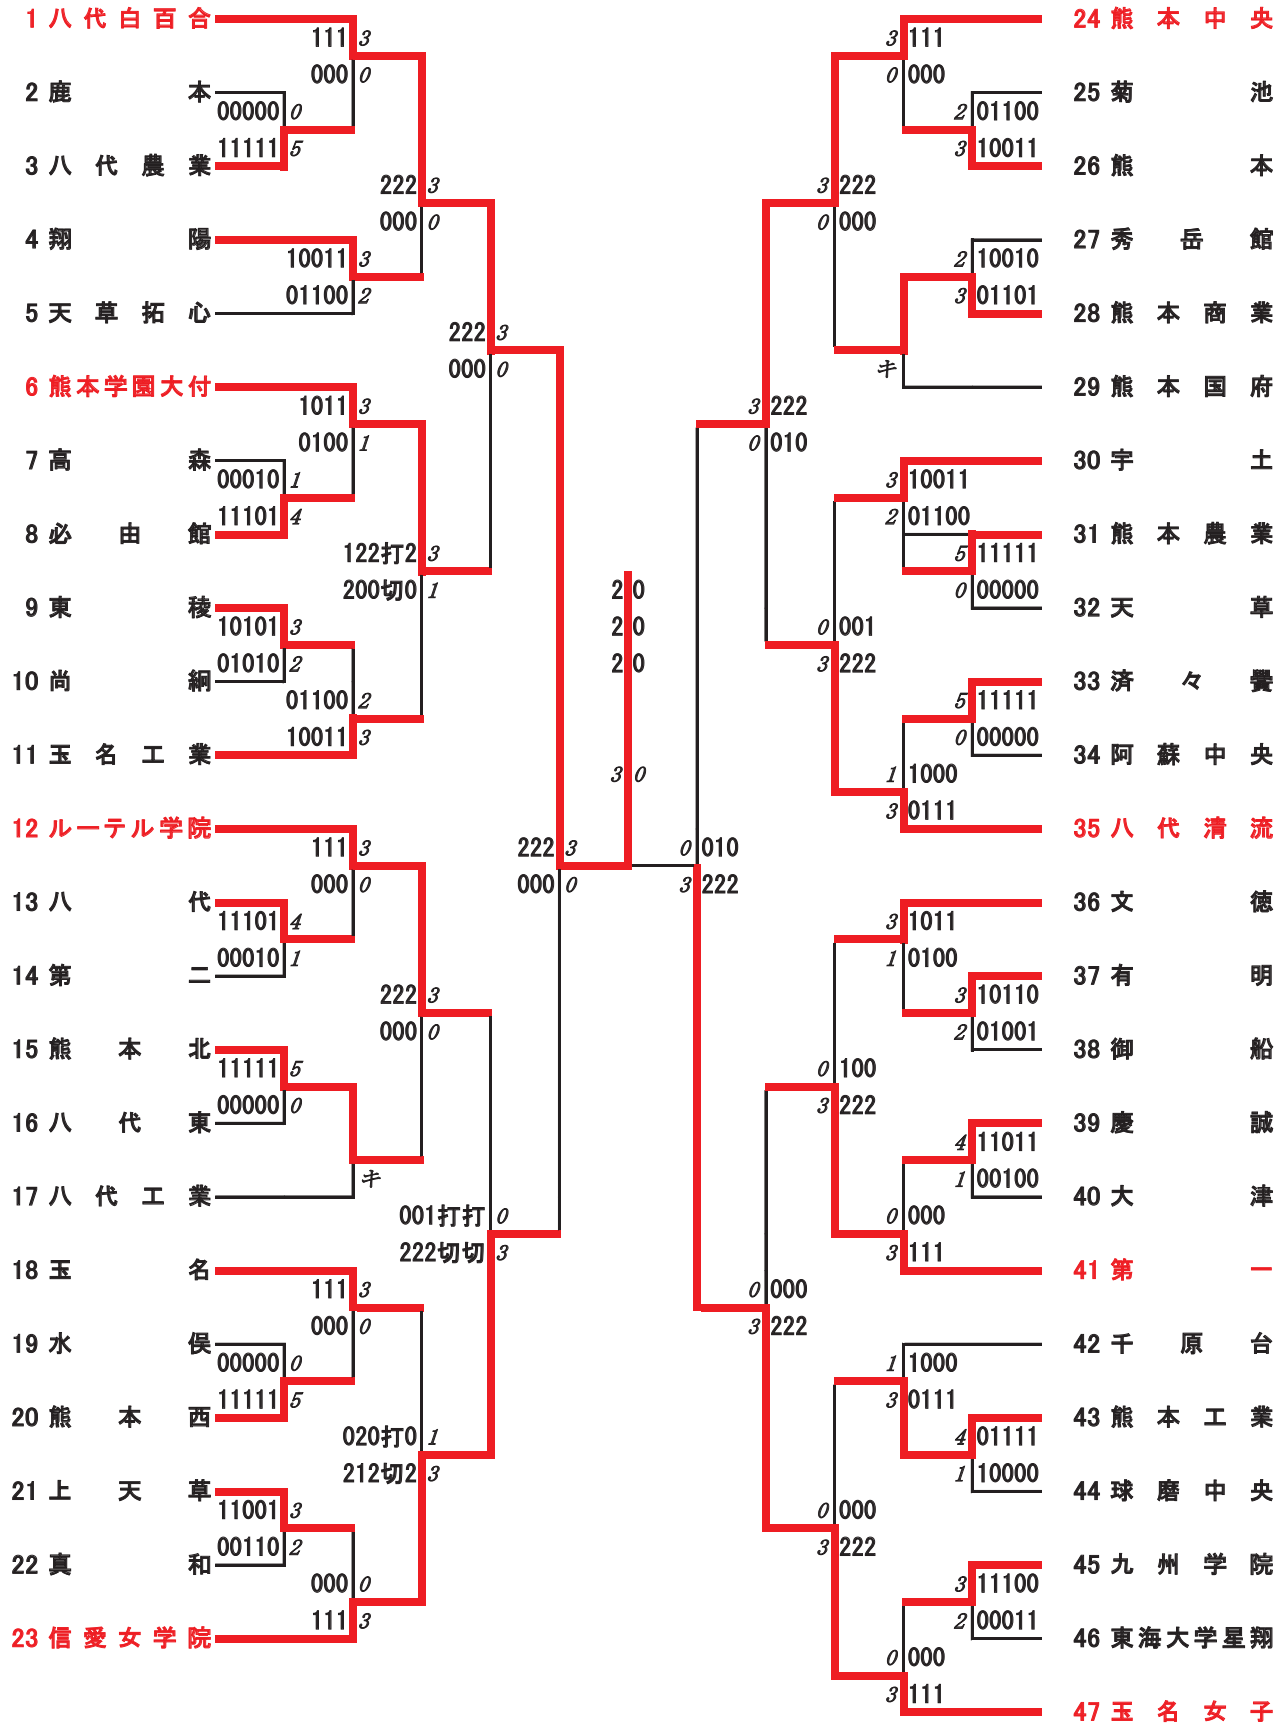 1 八代白百合
111 3
000 0
2 鹿本
00000 0
11111 5
3 八代農業
222 3
000 0
4 翔陽
10011 3
01100 2
5 天草拓心
222 3
000 0
6 熊本学園大付
1011 3
0100 1
7 高森
00010 1
11101 4
8 必由館
122打2 3
200切0 1
9 東稜
10101 3
01010 2
10 尚絅
01100 2
10011 3
11 玉名工業
12 ルーテル学院
111 3
000 0
222 3
000 0
13 八代
11101 4
00010 1
14 第二
222 3
000 0
15 熊本北
11111 5
00000 0
16 八代東
キ
17 八代工業
001打打 0
222切切 3
18 玉名
111 3
000 0
19 水俣
00000 0
11111 5
20 熊本西
020打0 1
212切2 3
21 上天草
11001 3
00110 2
22 真和
000 0
111 3
23 信愛女学院
2 0
2 0
2 0
3 0
24 熊本中央
3 111
0 000
25 菊池
2 01100
3 10011
26 熊本
3 222
0 000
27 秀岳館
2 10010
3 01101
28 熊本商業
キ
29 熊本国府
3 222
0 010
30 宇土
3 10011
2 01100
31 熊本農業
5 11111
0 00000
32 天草
0 001
3 222
33 済々黌
5 11111
0 00000
34 阿蘇中央
1 1000
3 0111
35 八代清流
0 010
3 222
36 文徳
3 1011
1 0100
37 有明
3 10110
2 01001
38 御船
0 100
3 222
39 慶誠
4 11011
1 00100
40 大津
0 000
3 111
41 第一
0 000
3 222
42 千原台
1 1000
3 0111
43 熊本工業
4 01111
1 10000
44 球磨中央
0 000
3 222
45 九州学院
3 11100
2 00011
46 東海大学星翔
0 000
3 111
47 玉名女子